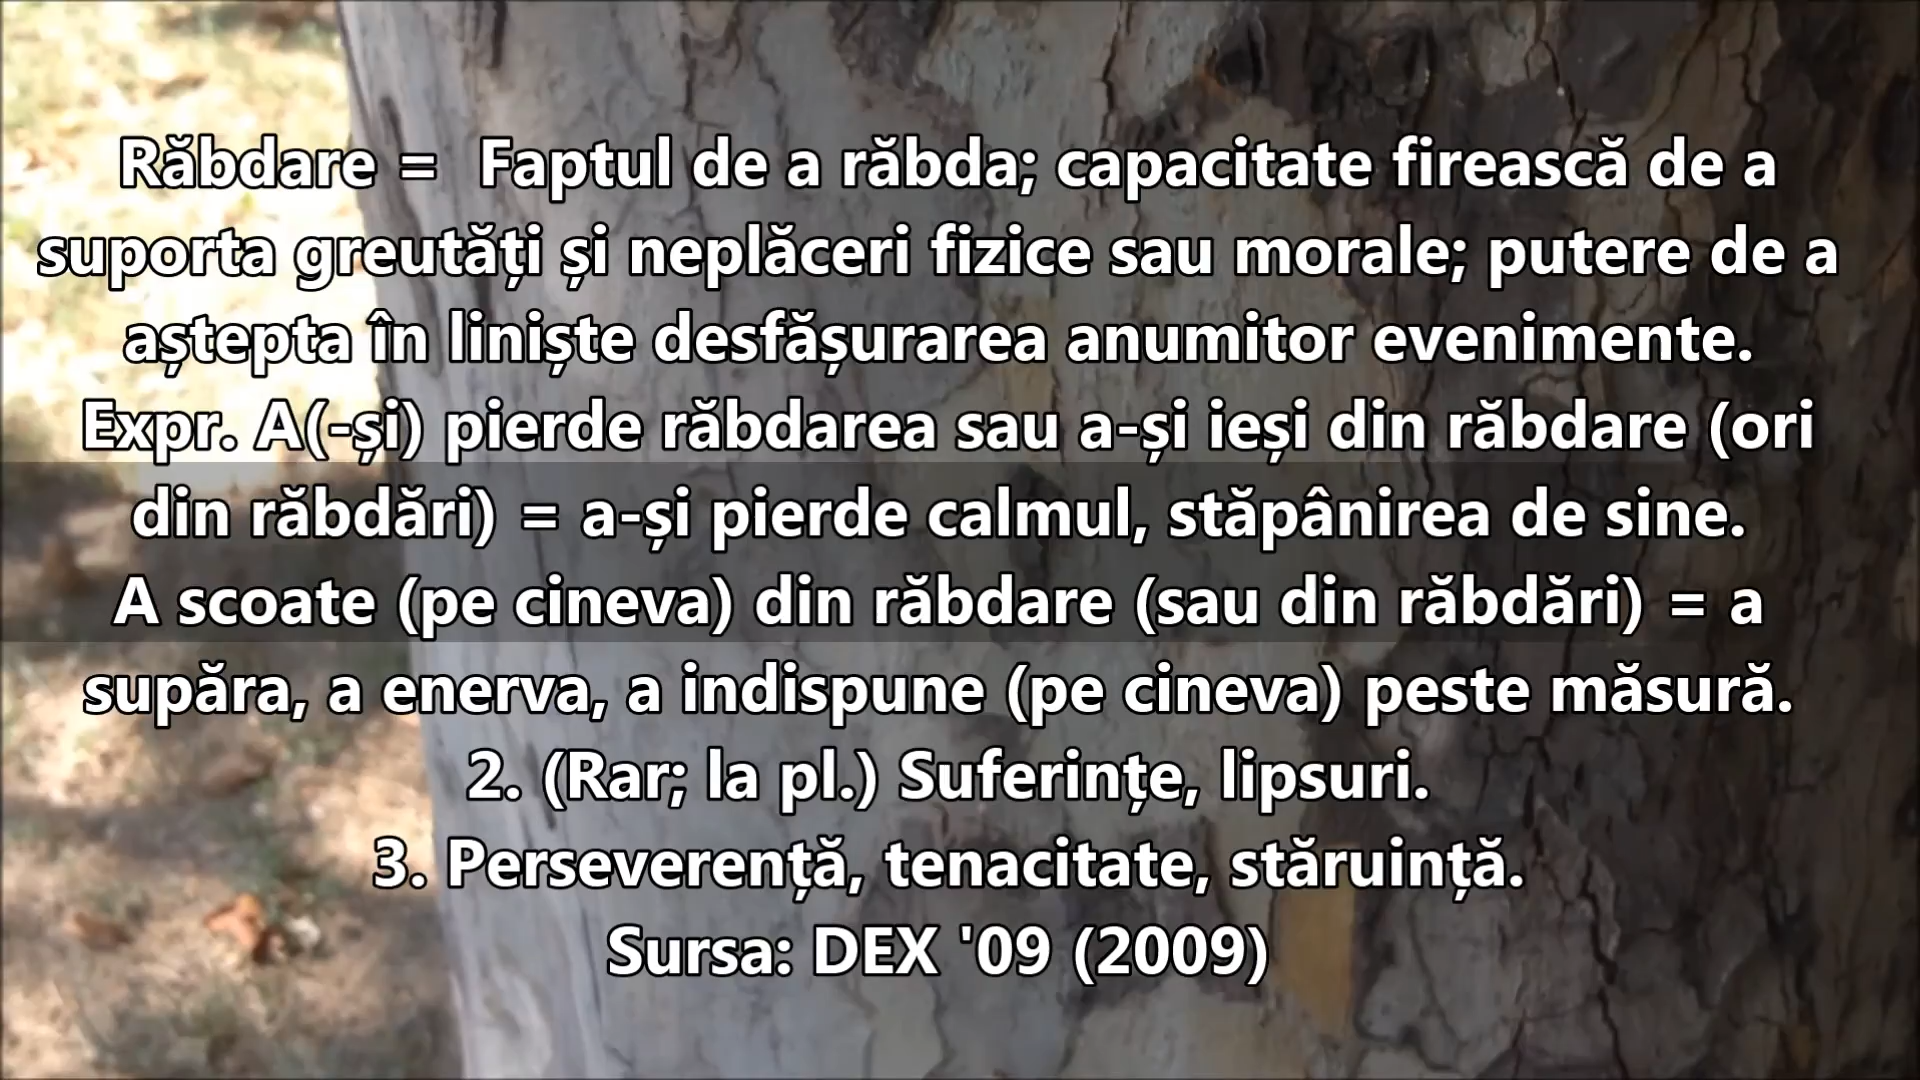 Răbdare = Faptul de a răbda; capacitate firească de a
suporta greutăți și neplăceri fizice sau morale; putere de a
aștepta în liniște desfășurarea anumitor evenimente.
Expr. A(-și) pierde răbdarea sau a-și ieși din răbdare (ori
din răbdări) = a-și pierde calmul, stăpânirea de sine.
A scoate (pe cineva) din răbdare (sau din răbdări) = a
supăra, a enerva, a indispune (pe cineva) peste măsură.
2. (Rar; la pl.) Suferințe, lipsuri.
3. Perseverență, tenacitate, stăruință.
Sursa: DEX '09 (2009)